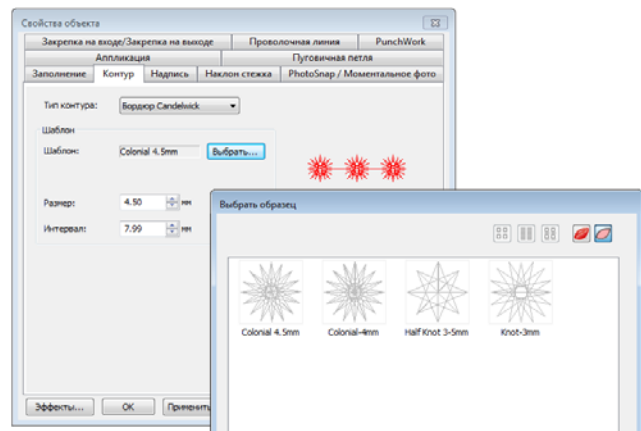 Свойства объекта
Закрепка на входе/Закрепка на выходе Проволочная линия PunchWork
Аппликация Пуговичная петля
Заполнение Контур Надпись Наклон стежка PhotoSnap / Моментальное фото
Тип контура: Бордюр Candelwick
Шаблон
Шаблон: Colonial 4.5mm Выбрать...
Размер: 4.50 мм
Интервал: 7.99 мм
Эффекты... OK Применить
Выбрать образец
Colonial 4.5mm Colonial-4mm Half Knot 3-5mm Knot-3mm